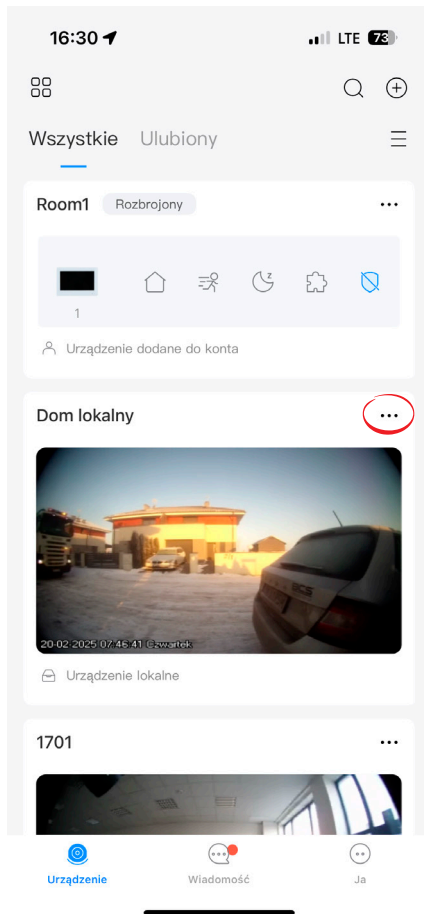 16:30
LTE 73
Wszystkie Ulubiony
Room1 Rozbrojony
1
Urządzenie dodane do konta
Dom lokalny
20-02-2025 07:46:41 Czwartek
Urządzenie lokalne
1701
Urządzenie Wiadomość Ja